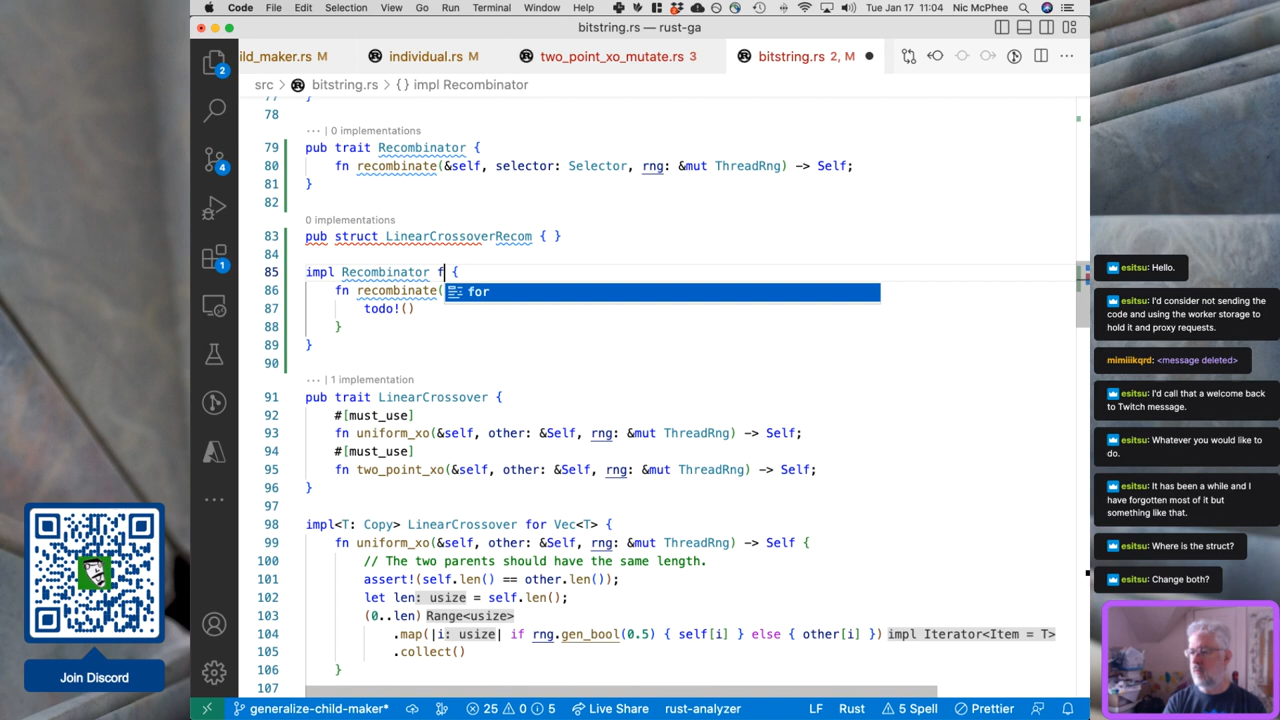 Code File Edit Selection View Go Run Terminal Window Help Tue Jan 17 11:04 Nic McPhee
bitstring.rs — rust-ga
ild_maker.rs M individual.rs M two_point_xo_mutate.rs 3 bitstring.rs 2, M
src > bitstring.rs > {} impl Recombinator
77 }
78
··· | 0 implementations
79 pub trait Recombinator {
80 fn recombinate(&self, selector: Selector, rng: &mut ThreadRng) -> Self;
81 }
82
0 implementations
83 pub struct LinearCrossoverRecom { }
84
85 impl Recombinator f {
for
86 fn recombinate(
87 todo!()
88 }
89 }
90
··· | 1 implementation
91 pub trait LinearCrossover {
92 #[must_use]
93 fn uniform_xo(&self, other: &Self, rng: &mut ThreadRng) -> Self;
94 #[must_use]
95 fn two_point_xo(&self, other: &Self, rng: &mut ThreadRng) -> Self;
96 }
97
98 impl<T: Copy> LinearCrossover for Vec<T> {
99 fn uniform_xo(&self, other: &Self, rng: &mut ThreadRng) -> Self {
100 // The two parents should have the same length.
101 assert!(self.len() == other.len());
102 let len: usize = self.len();
103 (0..len) Range<usize>
104 .map(|i: usize| if rng.gen_bool(0.5) { self[i] } else { other[i] }) impl Iterator<Item = T>
105 .collect()
106 }
107
generalize-child-maker* 25 0 5 Live Share rust-analyzer LF Rust 5 Spell Prettier
2
4
1
Join Discord
esitsu: Hello.
esitsu: I'd consider not sending the
code and using the worker storage to
hold it and proxy requests.
mimiiikqrd: <message deleted>
esitsu: I'd call that a welcome back
to Twitch message.
esitsu: Whatever you would like to
do.
esitsu: It has been a while and I
have forgotten most of it but
something like that.
esitsu: Where is the struct?
esitsu: Change both?